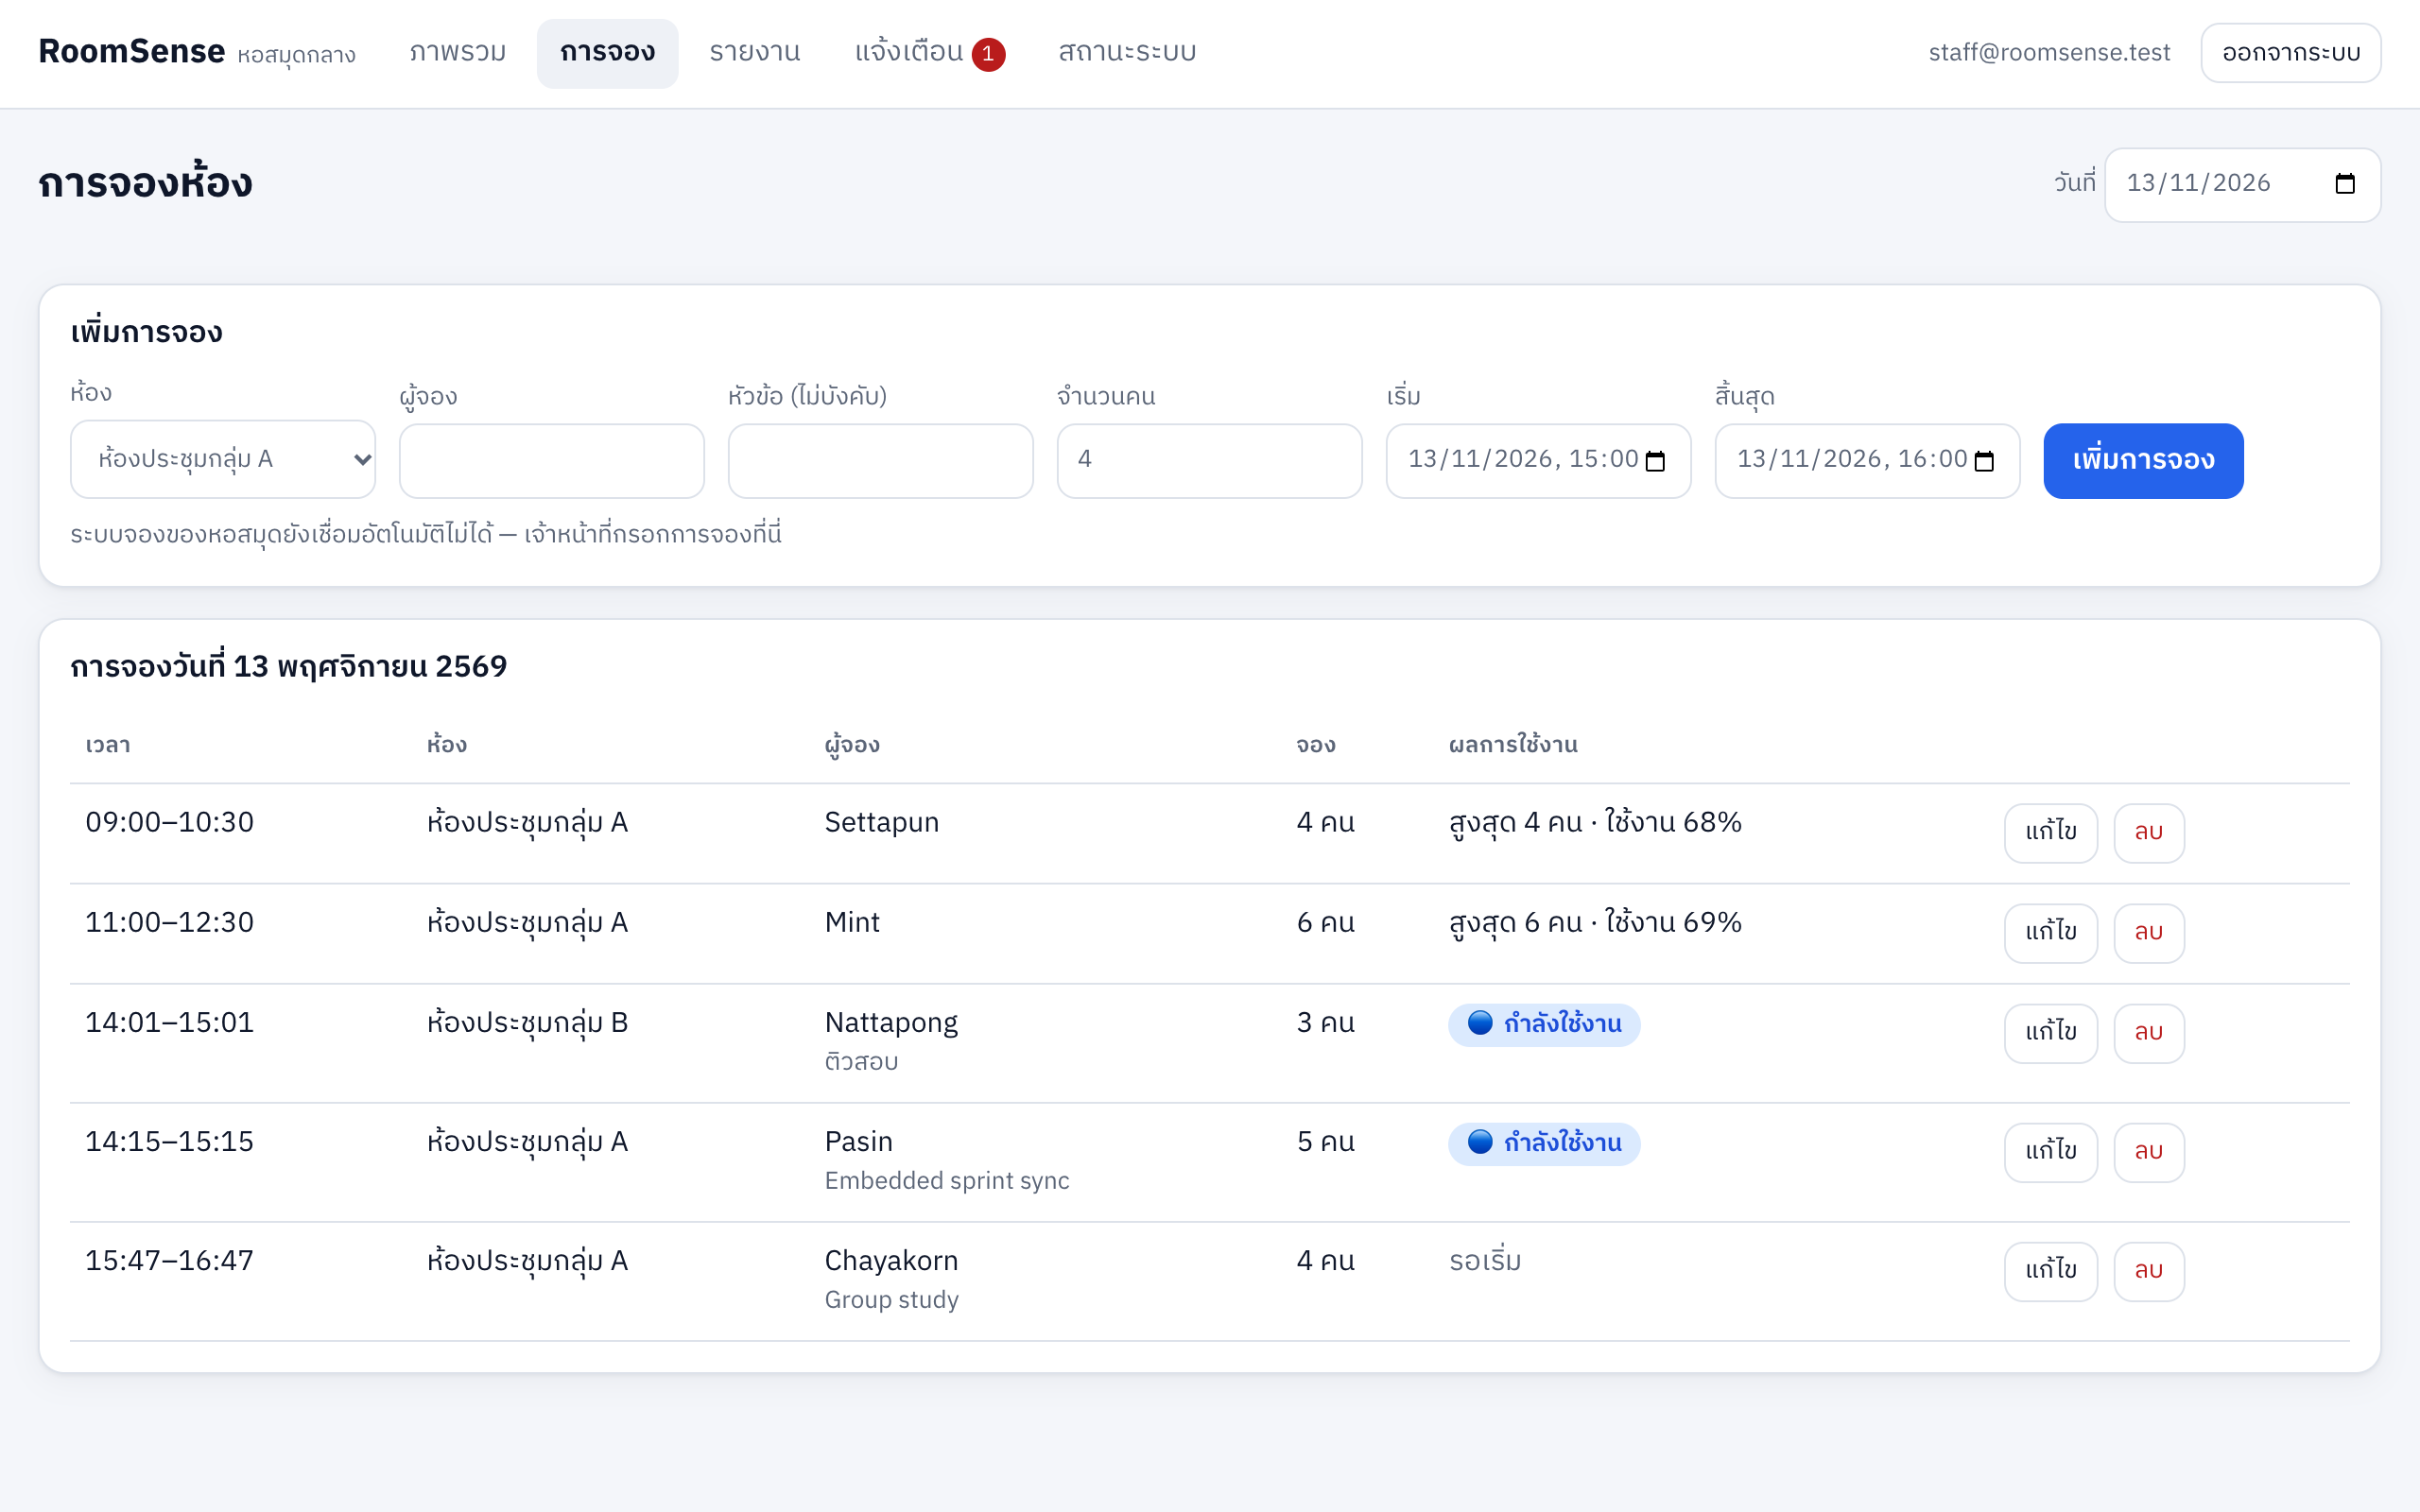 RoomSense หอสมุดกลาง ภาพรวม การจอง รายงาน แจ้งเตือน 1 สถานะระบบ staff@roomsense.test ออกจากระบบ
การจองห้อง วันที่ 13/11/2026
เพิ่มการจอง
ห้อง ผู้จอง หัวข้อ (ไม่บังคับ) จำนวนคน เริ่ม สิ้นสุด
ห้องประชุมกลุ่ม A 4 13/11/2026, 15:00 13/11/2026, 16:00 เพิ่มการจอง
ระบบจองของหอสมุดยังเชื่อมอัตโนมัติไม่ได้ — เจ้าหน้าที่กรอกการจองที่นี่
การจองวันที่ 13 พฤศจิกายน 2569
เวลา ห้อง ผู้จอง จอง ผลการใช้งาน
09:00–10:30 ห้องประชุมกลุ่ม A Settapun 4 คน สูงสุด 4 คน · ใช้งาน 68% แก้ไข ลบ
11:00–12:30 ห้องประชุมกลุ่ม A Mint 6 คน สูงสุด 6 คน · ใช้งาน 69% แก้ไข ลบ
14:01–15:01 ห้องประชุมกลุ่ม B Nattapong 3 คน กำลังใช้งาน แก้ไข ลบ
ติวสอบ
14:15–15:15 ห้องประชุมกลุ่ม A Pasin 5 คน กำลังใช้งาน แก้ไข ลบ
Embedded sprint sync
15:47–16:47 ห้องประชุมกลุ่ม A Chayakorn 4 คน รอเริ่ม แก้ไข ลบ
Group study